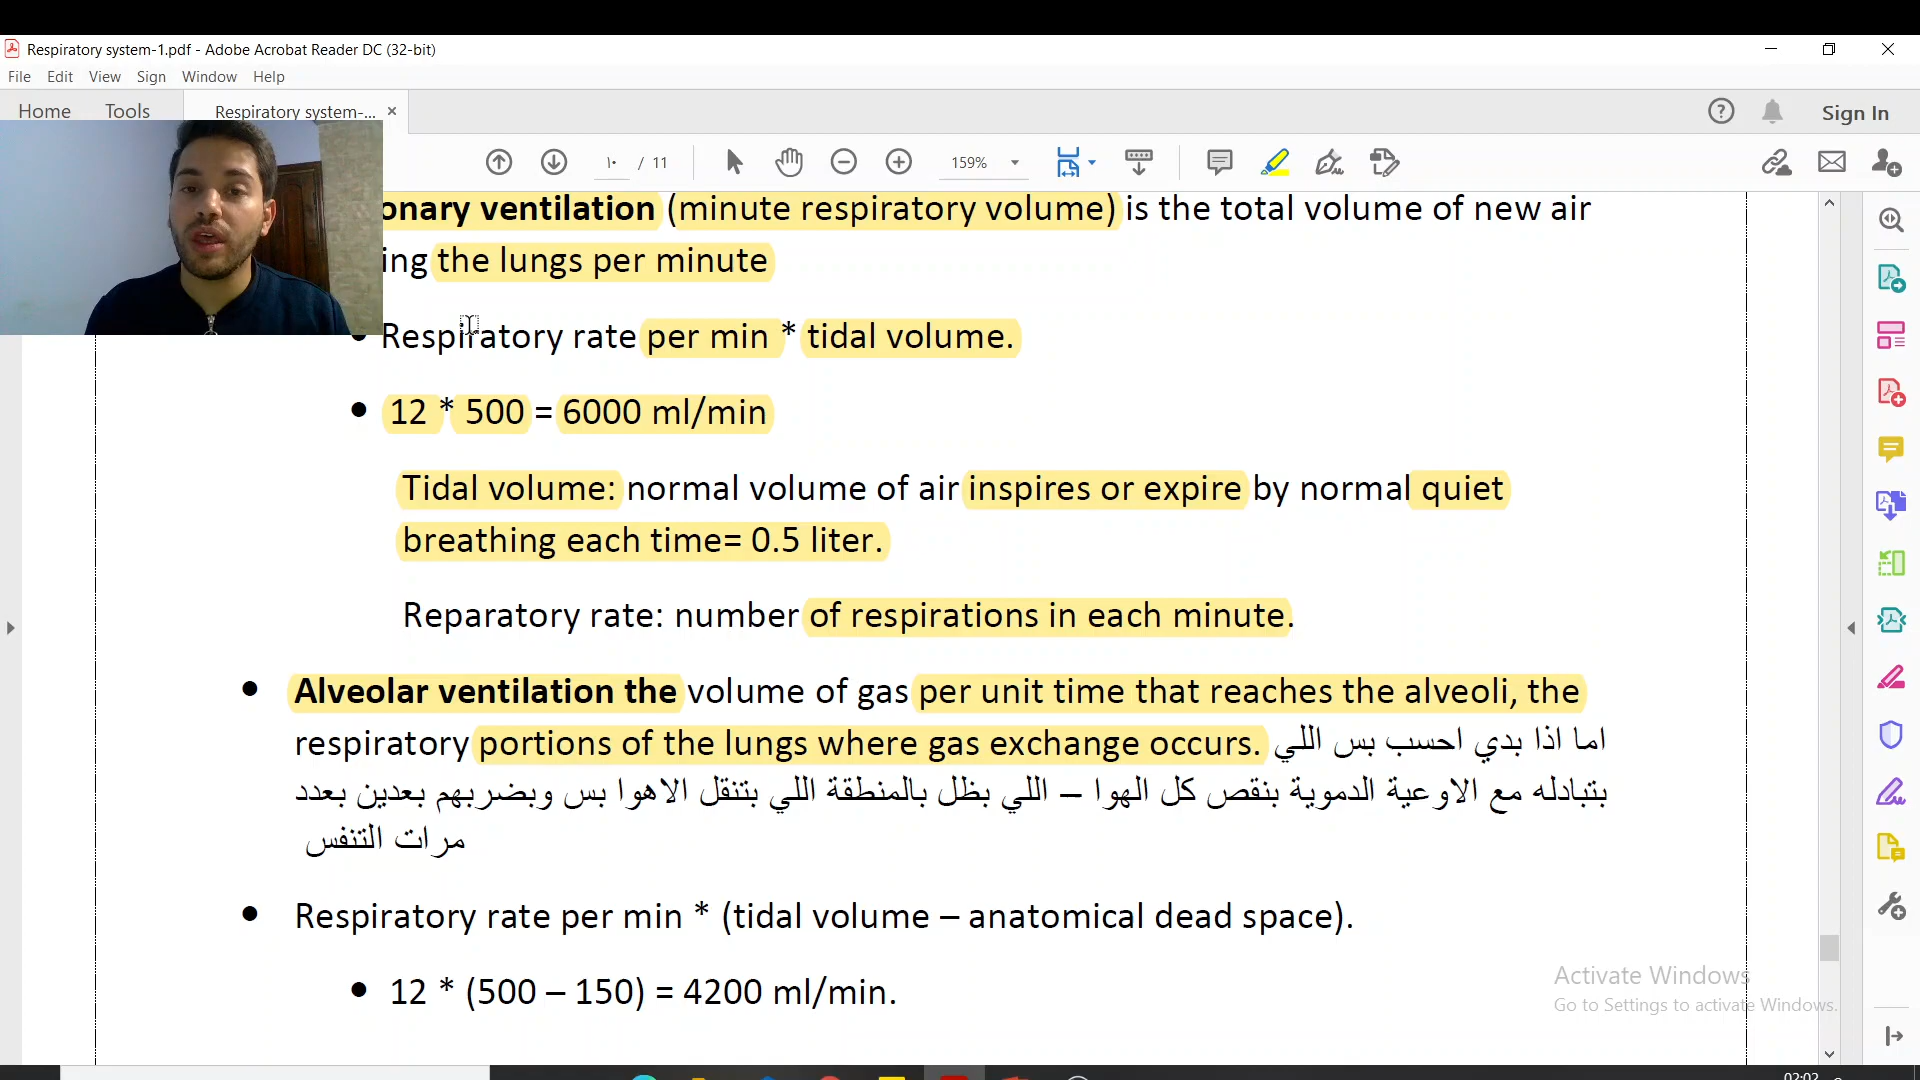 Respiratory system-1.pdf - Adobe Acrobat Reader DC (32-bit)
File Edit View Sign Window Help
Home Tools Respiratory system-... × Sign In
١٠ / 11 159%
onary ventilation (minute respiratory volume) is the total volume of new air
ing the lungs per minute
Respiratory rate per min * tidal volume.
12 * 500 = 6000 ml/min
Tidal volume: normal volume of air inspires or expire by normal quiet
breathing each time= 0.5 liter.
Reparatory rate: number of respirations in each minute.
Alveolar ventilation the volume of gas per unit time that reaches the alveoli, the
respiratory portions of the lungs where gas exchange occurs. اما اذا بدي احسب بس اللي
بتبادله مع الاوعية الدموية بنقص كل الهوا – اللي بظل بالمنطقة اللي بتنقل الاهوا بس وبضربهم بعدين بعدد
مرات التنفس
Respiratory rate per min * (tidal volume – anatomical dead space).
12 * (500 – 150) = 4200 ml/min.
Activate Windows
Go to Settings to activate Windows.
02:02